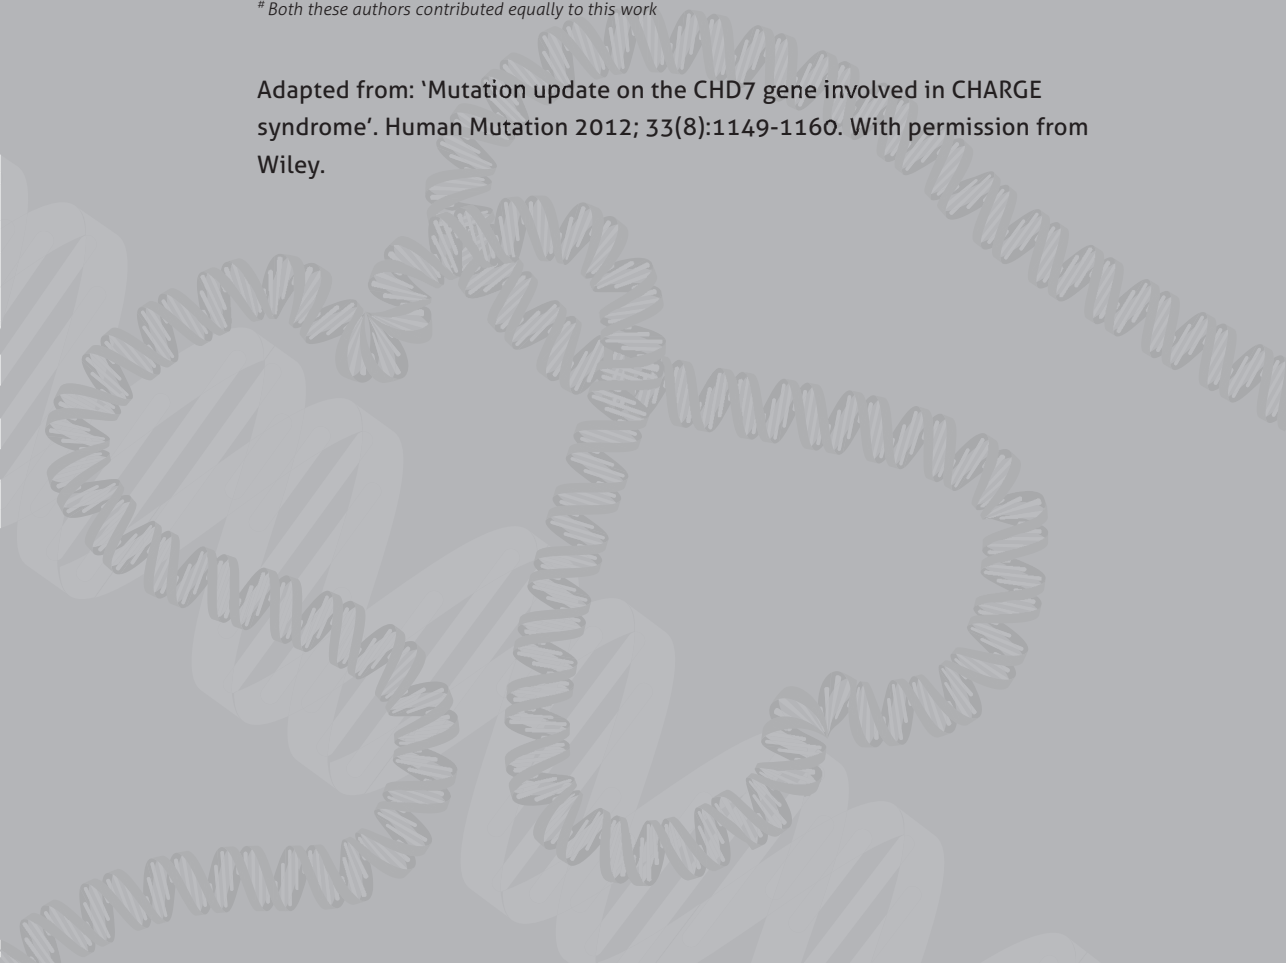 # Both these authors contributed equally to this work
Adapted from: ‘Mutation update on the CHD7 gene involved in CHARGE
syndrome’. Human Mutation 2012; 33(8):1149-1160. With permission from
Wiley.